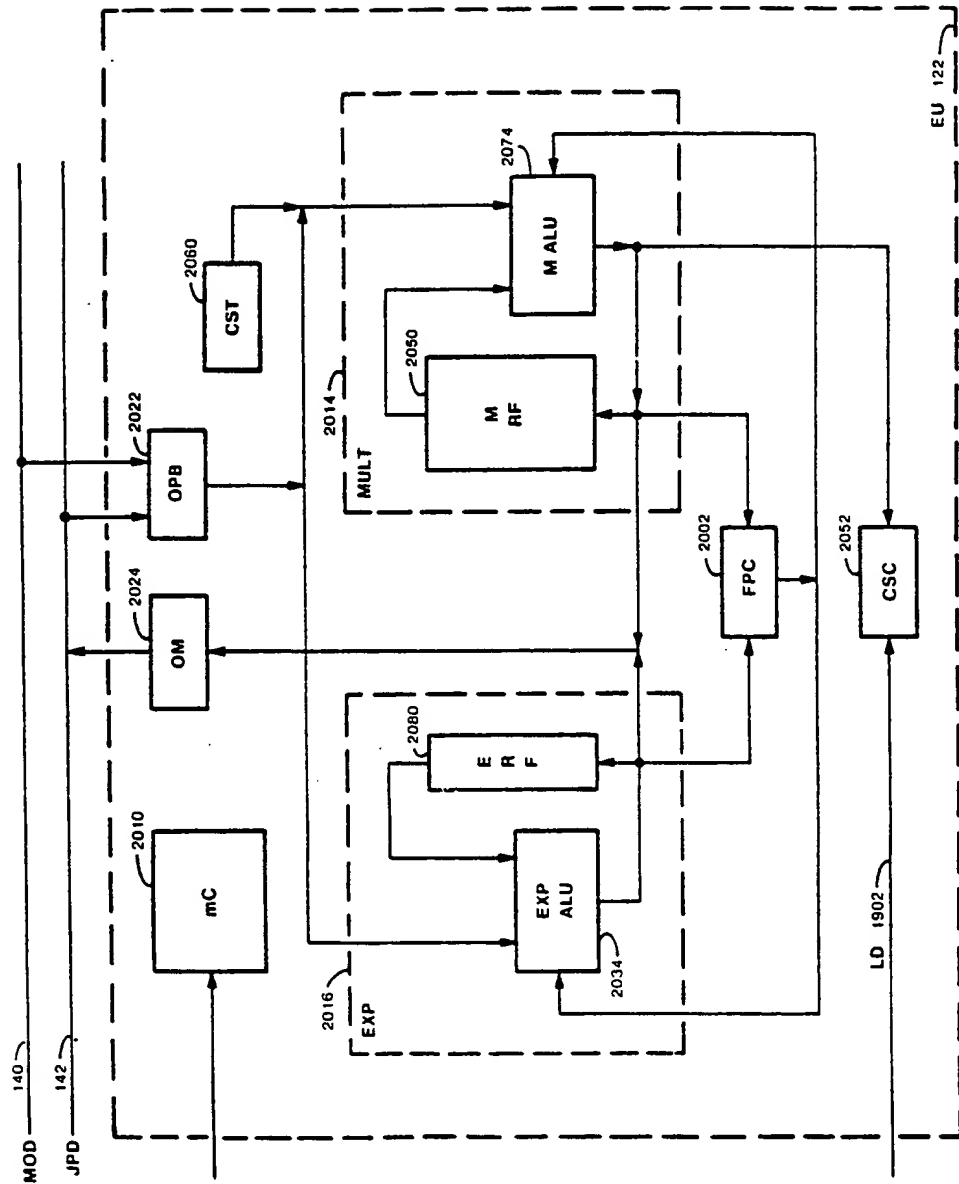 MOD
140
JPD
142
mC
2010
OM
2024
OPB
2022
CST
2060
2016
EXP
EXP
ALU
2034
E
R
F
2080
2014
MULT
M
RF
2050
M ALU
2074
FPC
2002
CSC
2052
LD 1902
EU 122